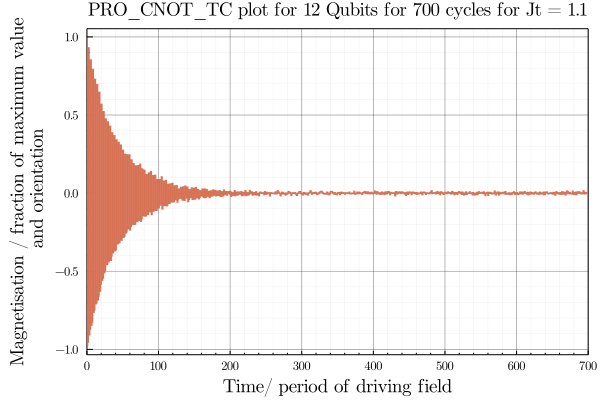 PRO_CNOT_TC plot for 12 Qubits for 700 cycles for Jt = 1.1
Magnetisation / fraction of maximum value
and orientation
1.0
0.5
0.0
−0.5
−1.0
0 100 200 300 400 500 600 700
Time/ period of driving field